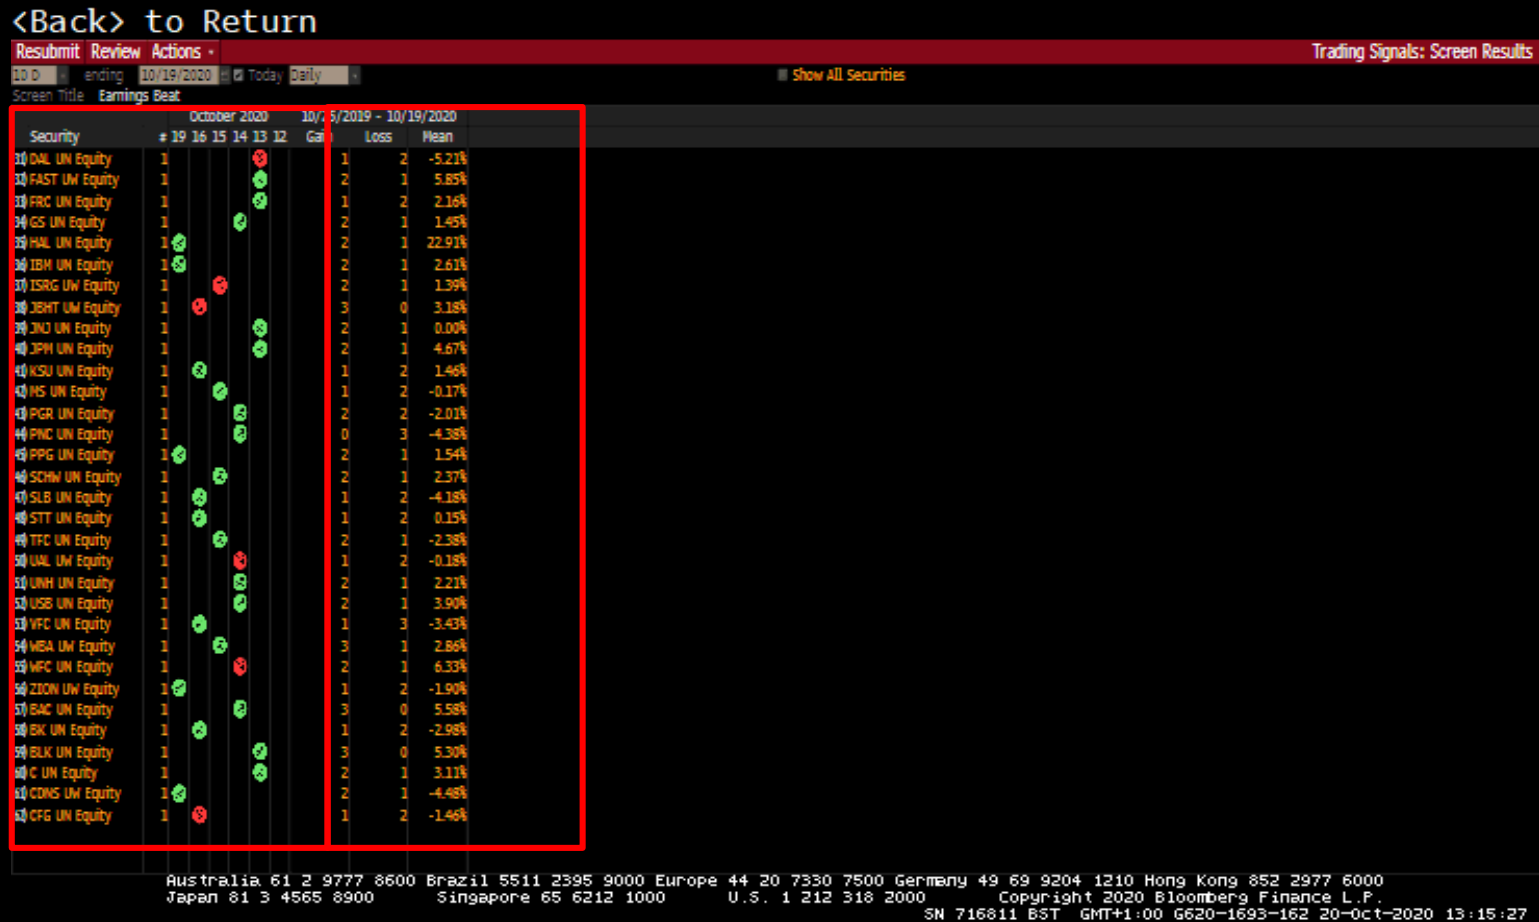 <Back> to Return
Resubmit Review Actions Trading Signals: Screen Results
10 D ending 10/19/2020 Today Daily Show All Securities
Screen Title Earnings Beat
October 2020 10/25/2019 - 10/19/2020
Security # 19 16 15 14 13 12 Gain Loss Mean
31) DAL UN Equity 1 1 2 -5.21%
32) FAST UW Equity 1 2 1 5.85%
33) FRC UN Equity 1 1 2 2.16%
34) GS UN Equity 1 2 1 1.45%
35) HAL UN Equity 1 2 1 22.91%
36) IBM UN Equity 1 2 1 2.61%
37) ISRG UW Equity 1 2 1 1.39%
38) JBHT UW Equity 1 3 0 3.18%
39) JNJ UN Equity 1 2 1 0.00%
40) JPM UN Equity 1 2 1 4.67%
41) KSU UN Equity 1 1 2 1.46%
42) MS UN Equity 1 1 2 -0.17%
43) PGR UN Equity 1 2 2 -2.01%
44) PNC UN Equity 1 0 3 -4.38%
45) PPG UN Equity 1 2 1 1.54%
46) SCHW UN Equity 1 2 1 2.37%
47) SLB UN Equity 1 1 2 -4.18%
48) STT UN Equity 1 1 2 0.15%
49) TFC UN Equity 1 2 1 -2.38%
50) UAL UW Equity 1 1 2 -0.18%
51) UNH UN Equity 1 2 1 2.21%
52) USB UN Equity 1 2 1 3.90%
53) VFC UN Equity 1 1 3 -3.43%
54) WBA UW Equity 1 3 1 2.86%
55) WFC UN Equity 1 2 1 6.33%
56) ZION UW Equity 1 1 2 -1.90%
57) BAC UN Equity 1 3 0 5.58%
58) BK UN Equity 1 1 2 -2.98%
59) BLK UN Equity 1 3 0 5.30%
60) C UN Equity 1 2 1 3.11%
61) CDNS UW Equity 1 2 1 -4.48%
62) CFG UN Equity 1 1 2 -1.46%
Australia 61 2 9777 8600 Brazil 5511 2395 9000 Europe 44 20 7330 7500 Germany 49 69 9204 1210 Hong Kong 852 2977 6000
Japan 81 3 4565 8900 Singapore 65 6212 1000 U.S. 1 212 318 2000 Copyright 2020 Bloomberg Finance L.P.
SN 716811 BST GMT+1:00 G620-1693-162 20-Oct-2020 13:15:27